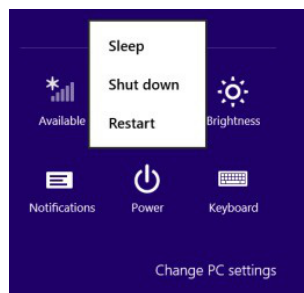 Sleep
Shut down
Restart
Available
Brightness
Notifications
Power
Keyboard
Change PC settings